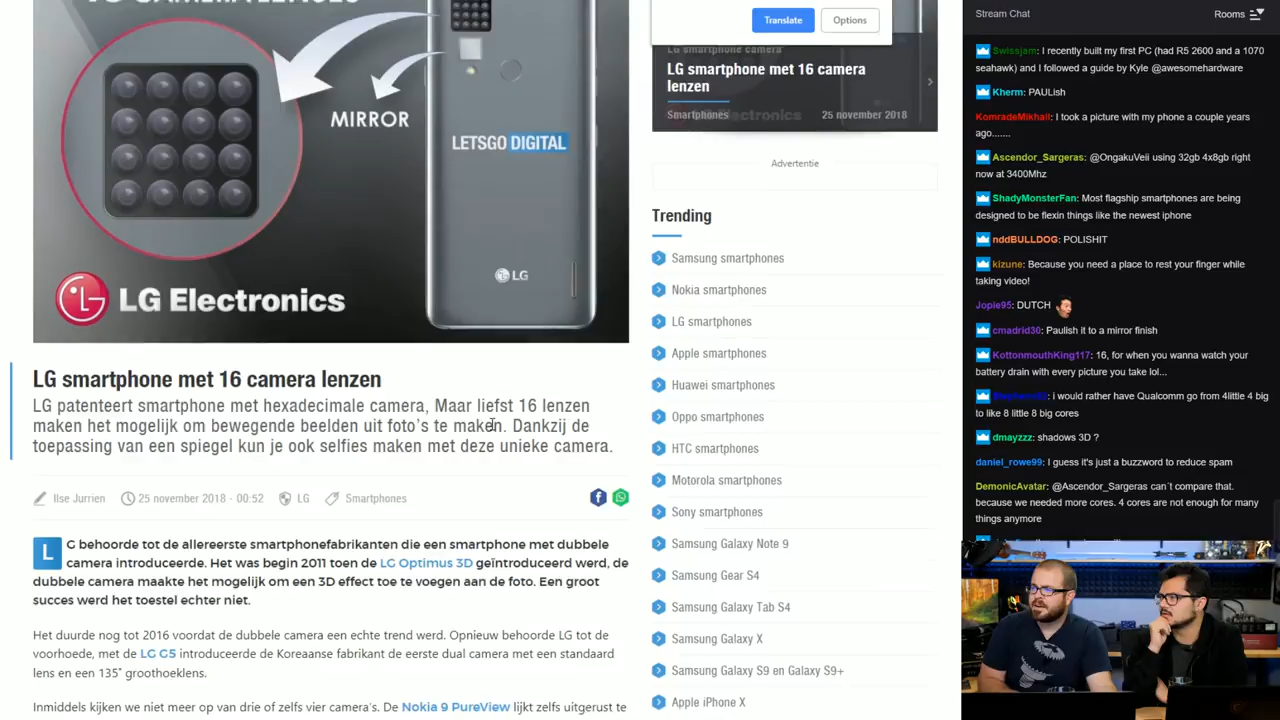 MIRROR
LETSGO DIGITAL
LG
LG Electronics
LG smartphone met 16 camera lenzen
LG patenteert smartphone met hexadecimale camera, Maar liefst 16 lenzen
maken het mogelijk om bewegende beelden uit foto's te maken. Dankzij de
toepassing van een spiegel kun je ook selfies maken met deze unieke camera.
Ilse Jurrien 25 november 2018 - 00:52 LG Smartphones
LG behoorde tot de allereerste smartphonefabrikanten die een smartphone met dubbele
camera introduceerde. Het was begin 2011 toen de LG Optimus 3D geïntroduceerd werd, de
dubbele camera maakte het mogelijk om een 3D effect toe te voegen aan de foto. Een groot
succes werd het toestel echter niet.
Het duurde nog tot 2016 voordat de dubbele camera een echte trend werd. Opnieuw behoorde LG tot de
voorhoede, met de LG G5 introduceerde de Koreaanse fabrikant de eerste dual camera met een standaard
lens en een 135° groothoeklens.
Inmiddels kijken we niet meer op van drie of zelfs vier camera's. De Nokia 9 PureView lijkt zelfs uitgerust te
Translate Options
LG smartphone camera
LG smartphone met 16 camera
lenzen
Smartphones 25 november 2018
Advertentie
Trending
Samsung smartphones
Nokia smartphones
LG smartphones
Apple smartphones
Huawei smartphones
Oppo smartphones
HTC smartphones
Motorola smartphones
Sony smartphones
Samsung Galaxy Note 9
Samsung Gear S4
Samsung Galaxy Tab S4
Samsung Galaxy X
Samsung Galaxy S9 en Galaxy S9+
Apple iPhone X
Stream Chat Rooms
Swissjam: I recently built my first PC (had R5 2600 and a 1070
seahawk) and I followed a guide by Kyle @awesomehardware
Kherm: PAULish
KomradeMikhail: I took a picture with my phone a couple years
ago.......
Ascendor_Sargeras: @OngakuVeii using 32gb 4x8gb right
now at 3400Mhz
ShadyMonsterFan: Most flagship smartphones are being
designed to be flexin things like the newest iphone
nddBULLDOG: POLISHIT
kizune: Because you need a place to rest your finger while
taking video!
Jopie95: DUTCH
cmadrid30: Paulish it to a mirror finish
KottonmouthKing117: 16, for when you wanna watch your
battery drain with every picture you take lol...
i would rather have Qualcomm go from 4little 4 big
to like 8 little 8 big cores
dmayzzz: shadows 3D ?
daniel_rowe99: I guess it's just a buzzword to reduce spam
DemonicAvatar: @Ascendor_Sargeras can´t compare that.
because we needed more cores. 4 cores are not enough for many
things anymore